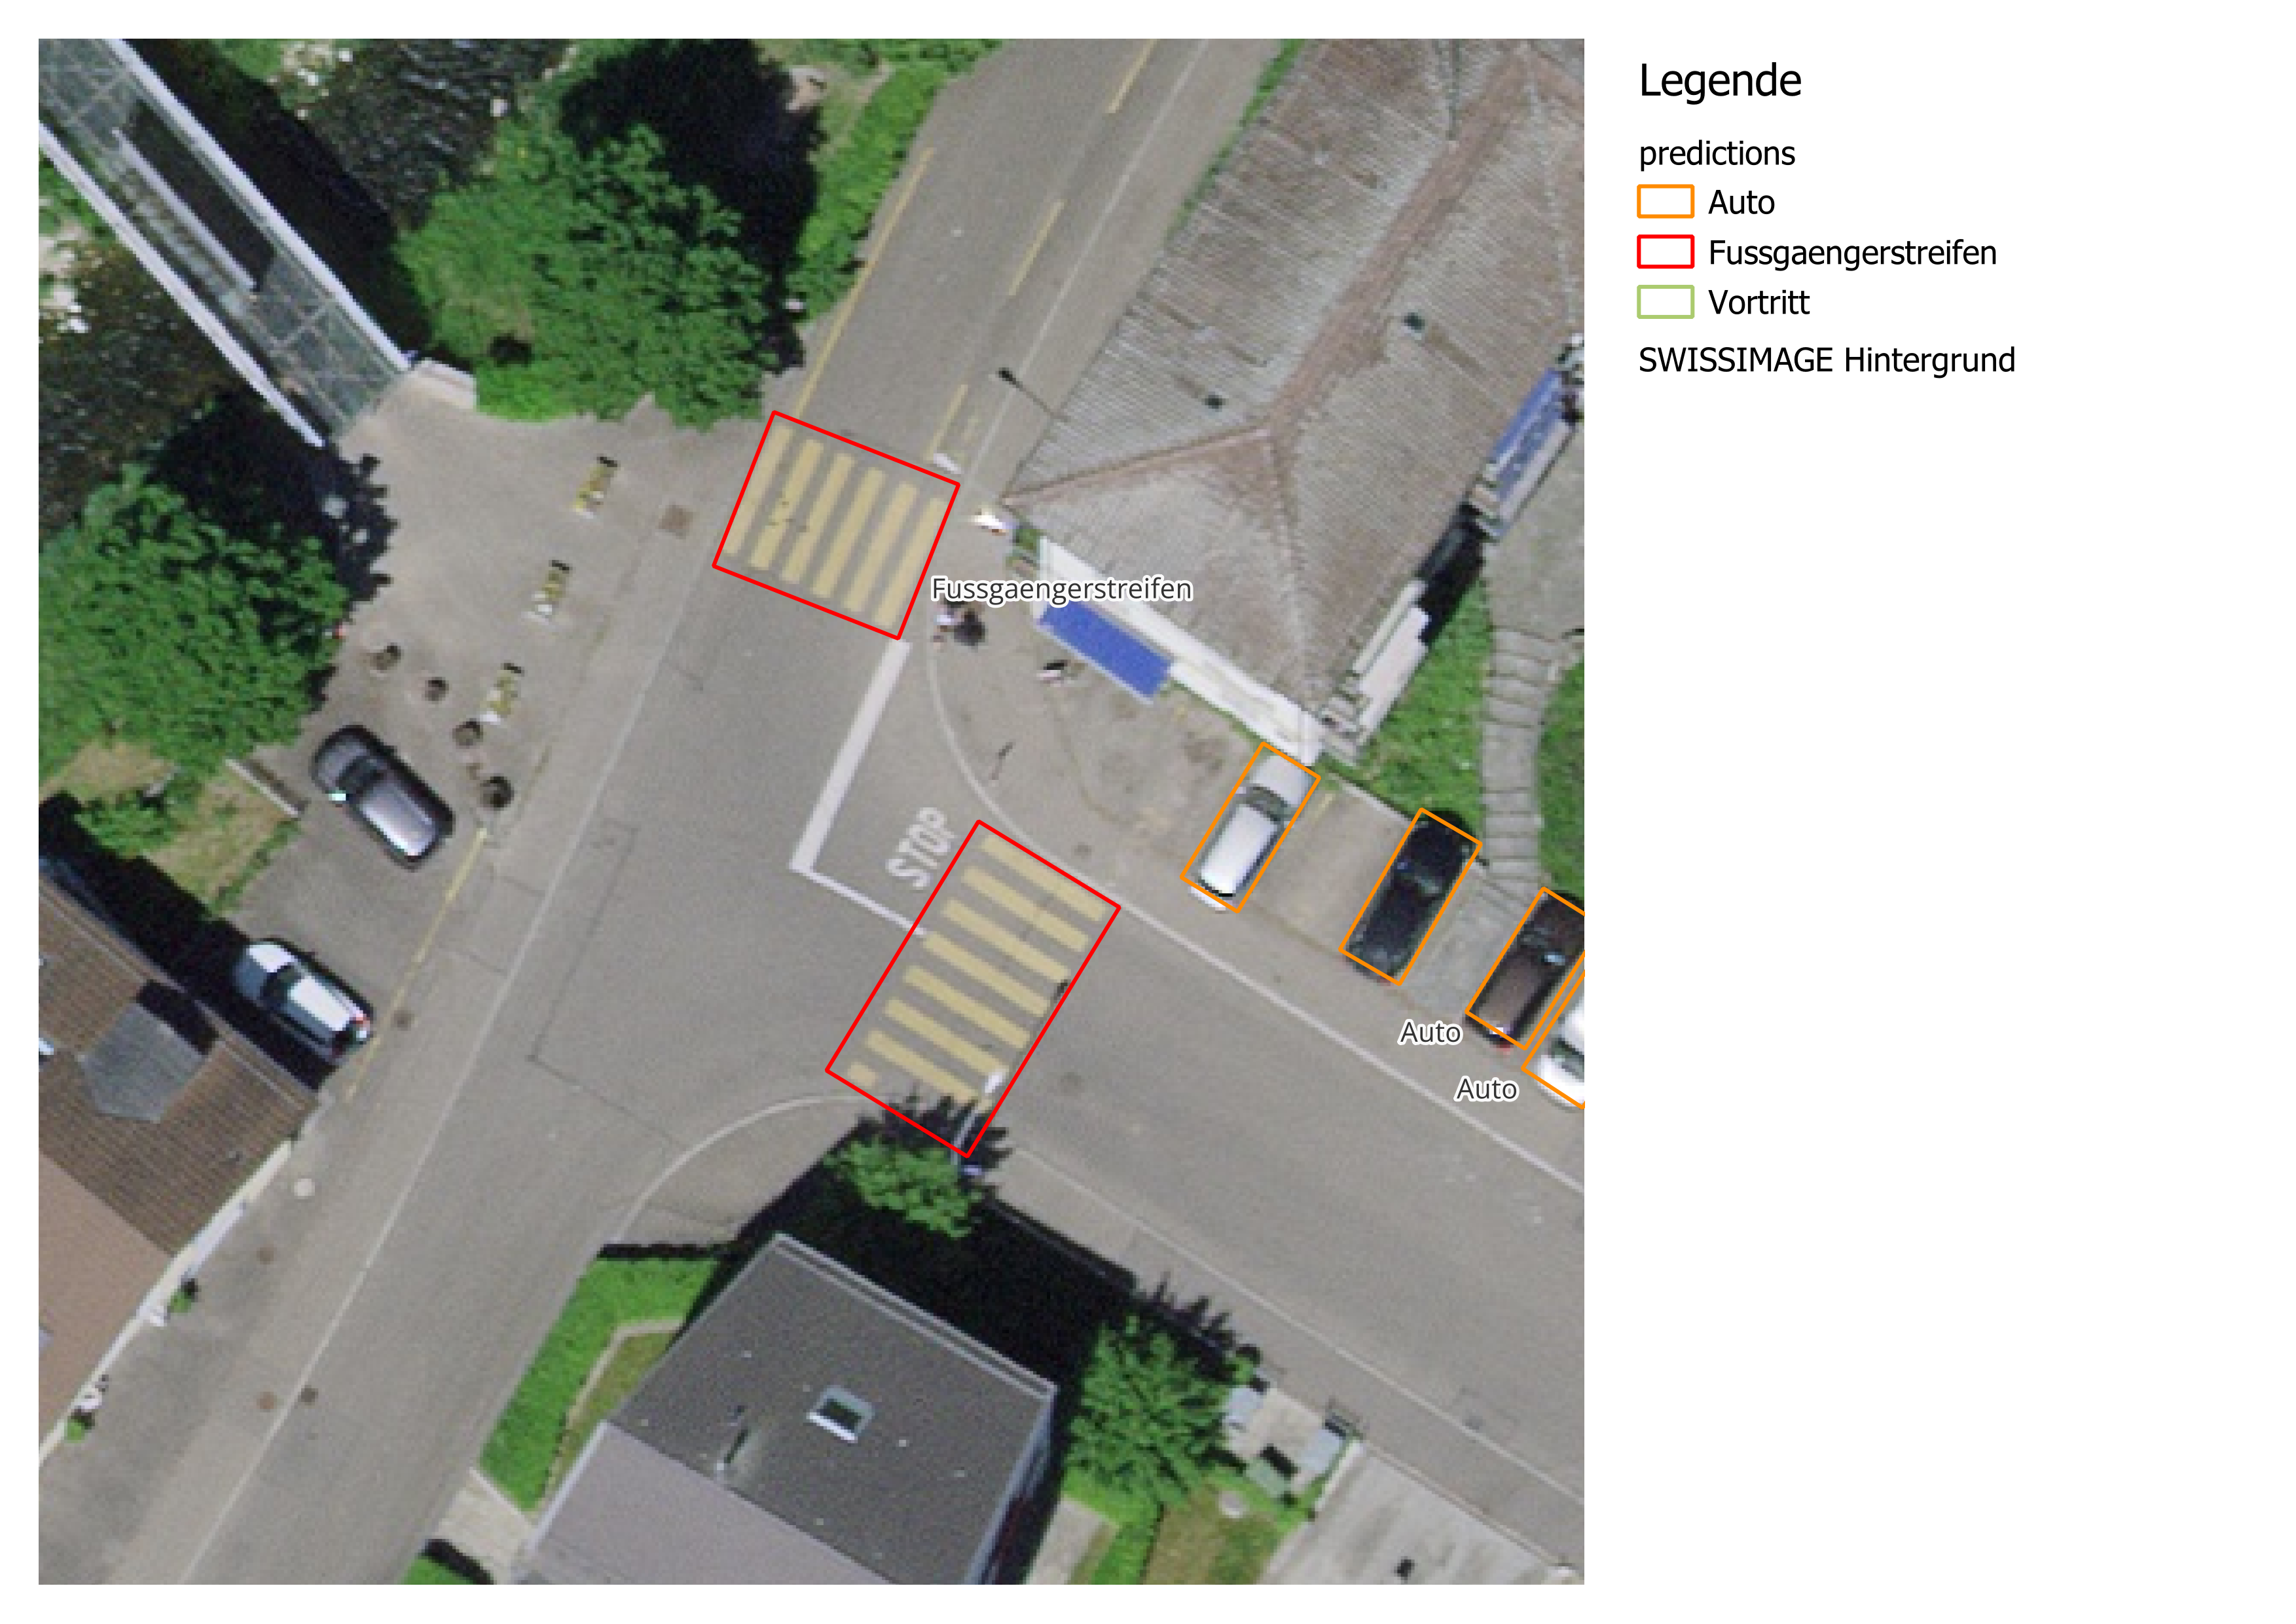 Legende
predictions
Auto
Fussgaengerstreifen
Vortritt
SWISSIMAGE Hintergrund
Fussgaengerstreifen
STOP
Auto
Auto